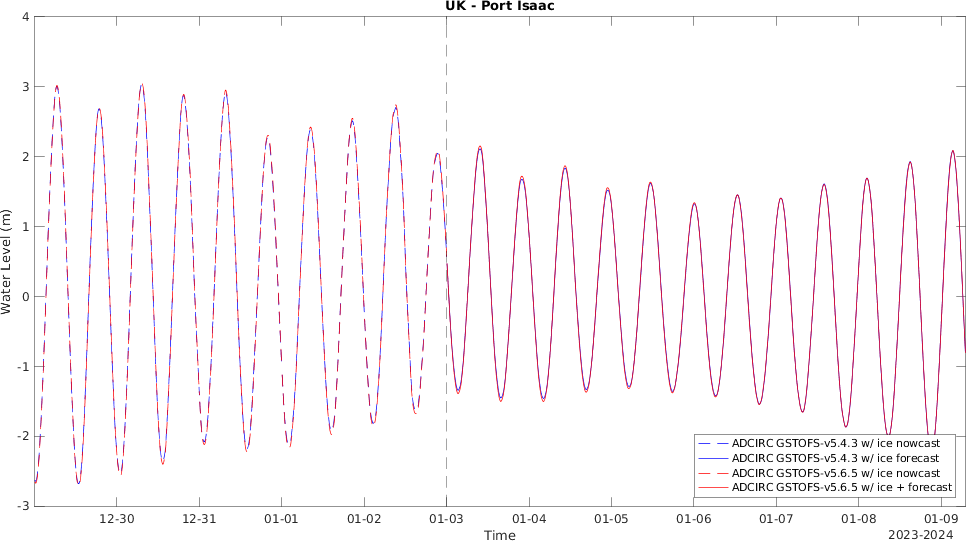 UK - Port Isaac
4
3
2
1
0
-1
-2
-3
Water Level (m)
12-30
12-31
01-01
01-02
01-03
01-04
01-05
01-06
01-07
01-08
01-09
Time
2023-2024
ADCIRC GSTOFS-v5.4.3 w/ ice nowcast
ADCIRC GSTOFS-v5.4.3 w/ ice forecast
ADCIRC GSTOFS-v5.6.5 w/ ice nowcast
ADCIRC GSTOFS-v5.6.5 w/ ice + forecast